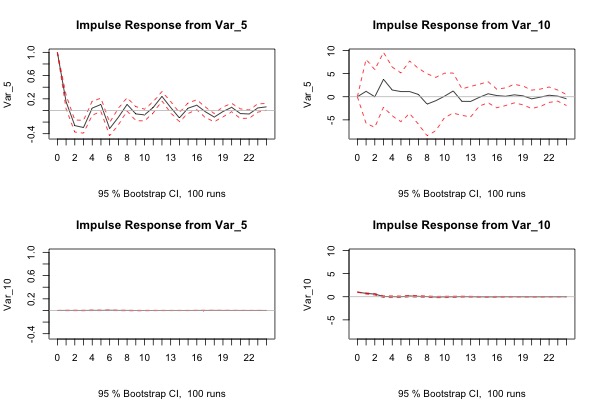 Impulse Response from Var_5
Var_5
1.0
0.6
0.2
-0.4
0 2 4 6 8 10 13 16 19 22
95 % Bootstrap CI,  100 runs
Impulse Response from Var_10
Var_5
10
5
0
-5
0 2 4 6 8 10 13 16 19 22
95 % Bootstrap CI,  100 runs
Impulse Response from Var_5
Var_10
1.0
0.6
0.2
-0.4
0 2 4 6 8 10 13 16 19 22
95 % Bootstrap CI,  100 runs
Impulse Response from Var_10
Var_10
10
5
0
-5
0 2 4 6 8 10 13 16 19 22
95 % Bootstrap CI,  100 runs